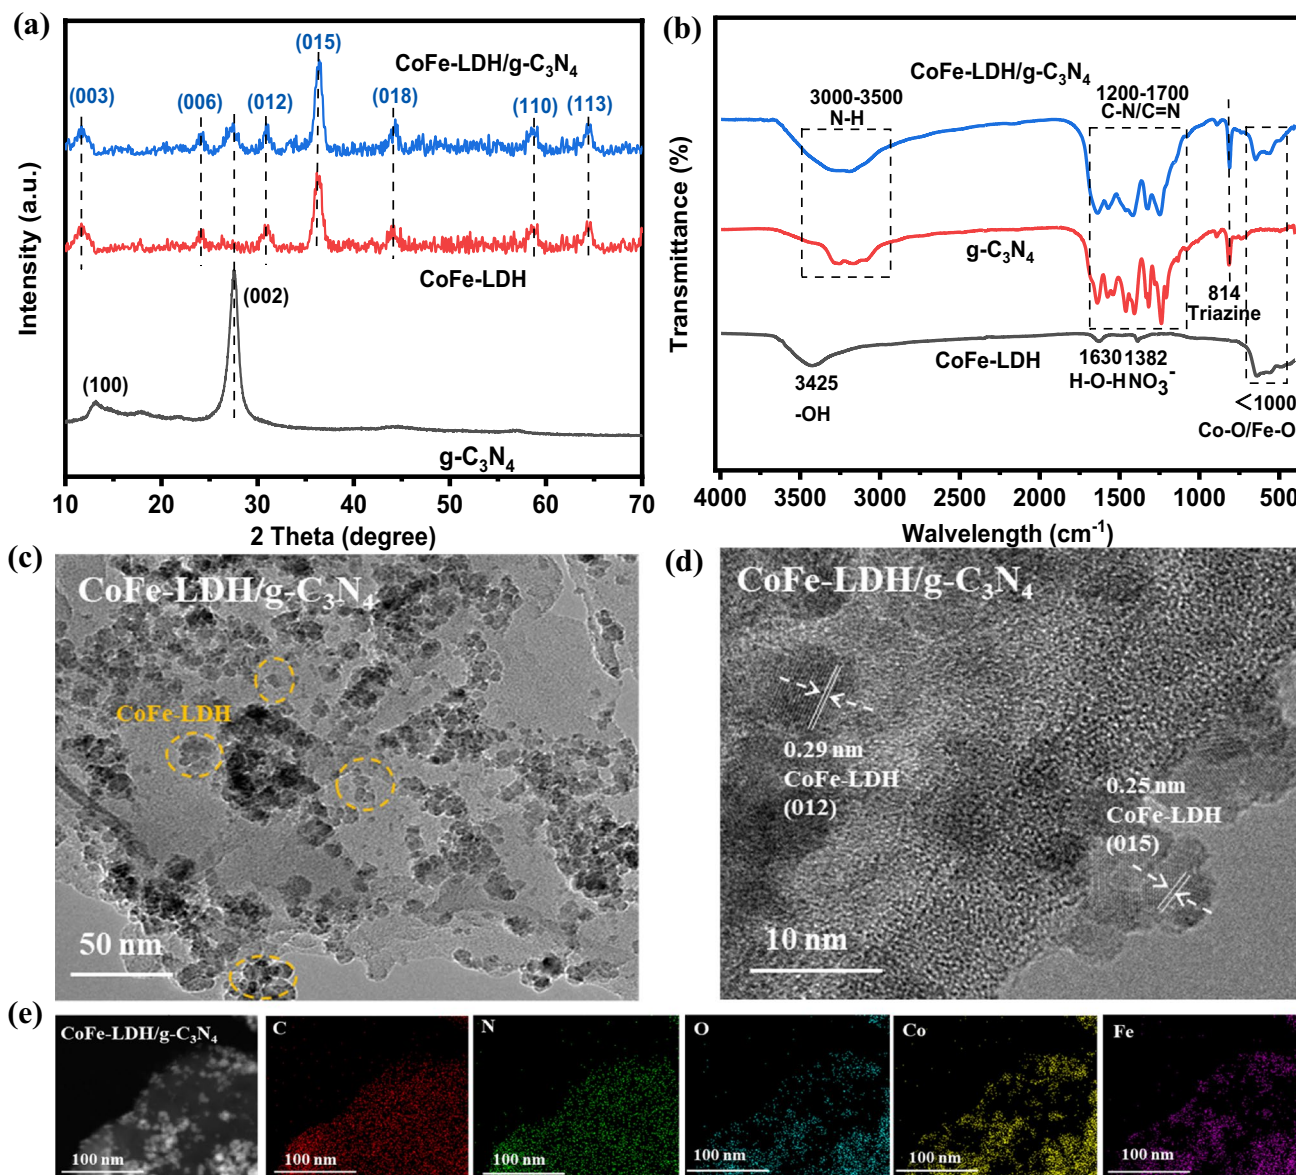 (a)
(015)
CoFe-LDH/g-C₃N₄
(003)
(006)
(012)
(018)
(110)
(113)
CoFe-LDH
(002)
(100)
g-C₃N₄
Intensity (a.u.)
10 20 30 40 50 60 70
2 Theta (degree)
(b)
CoFe-LDH/g-C₃N₄
3000-3500
N-H
1200-1700
C-N/C=N
g-C₃N₄
814
Triazine
CoFe-LDH
3425
-OH
1630
H-O-H
1382
NO₃⁻
<1000
Co-O/Fe-O
Transmittance (%)
4000 3500 3000 2500 2000 1500 1000 500
Walvelength (cm⁻¹)
(c)
CoFe-LDH/g-C₃N₄
CoFe-LDH
50 nm
(d)
CoFe-LDH/g-C₃N₄
0.29 nm
CoFe-LDH
(012)
0.25 nm
CoFe-LDH
(015)
10 nm
(e)
CoFe-LDH/g-C₃N₄
100 nm
C
100 nm
N
100 nm
O
100 nm
Co
100 nm
Fe
100 nm